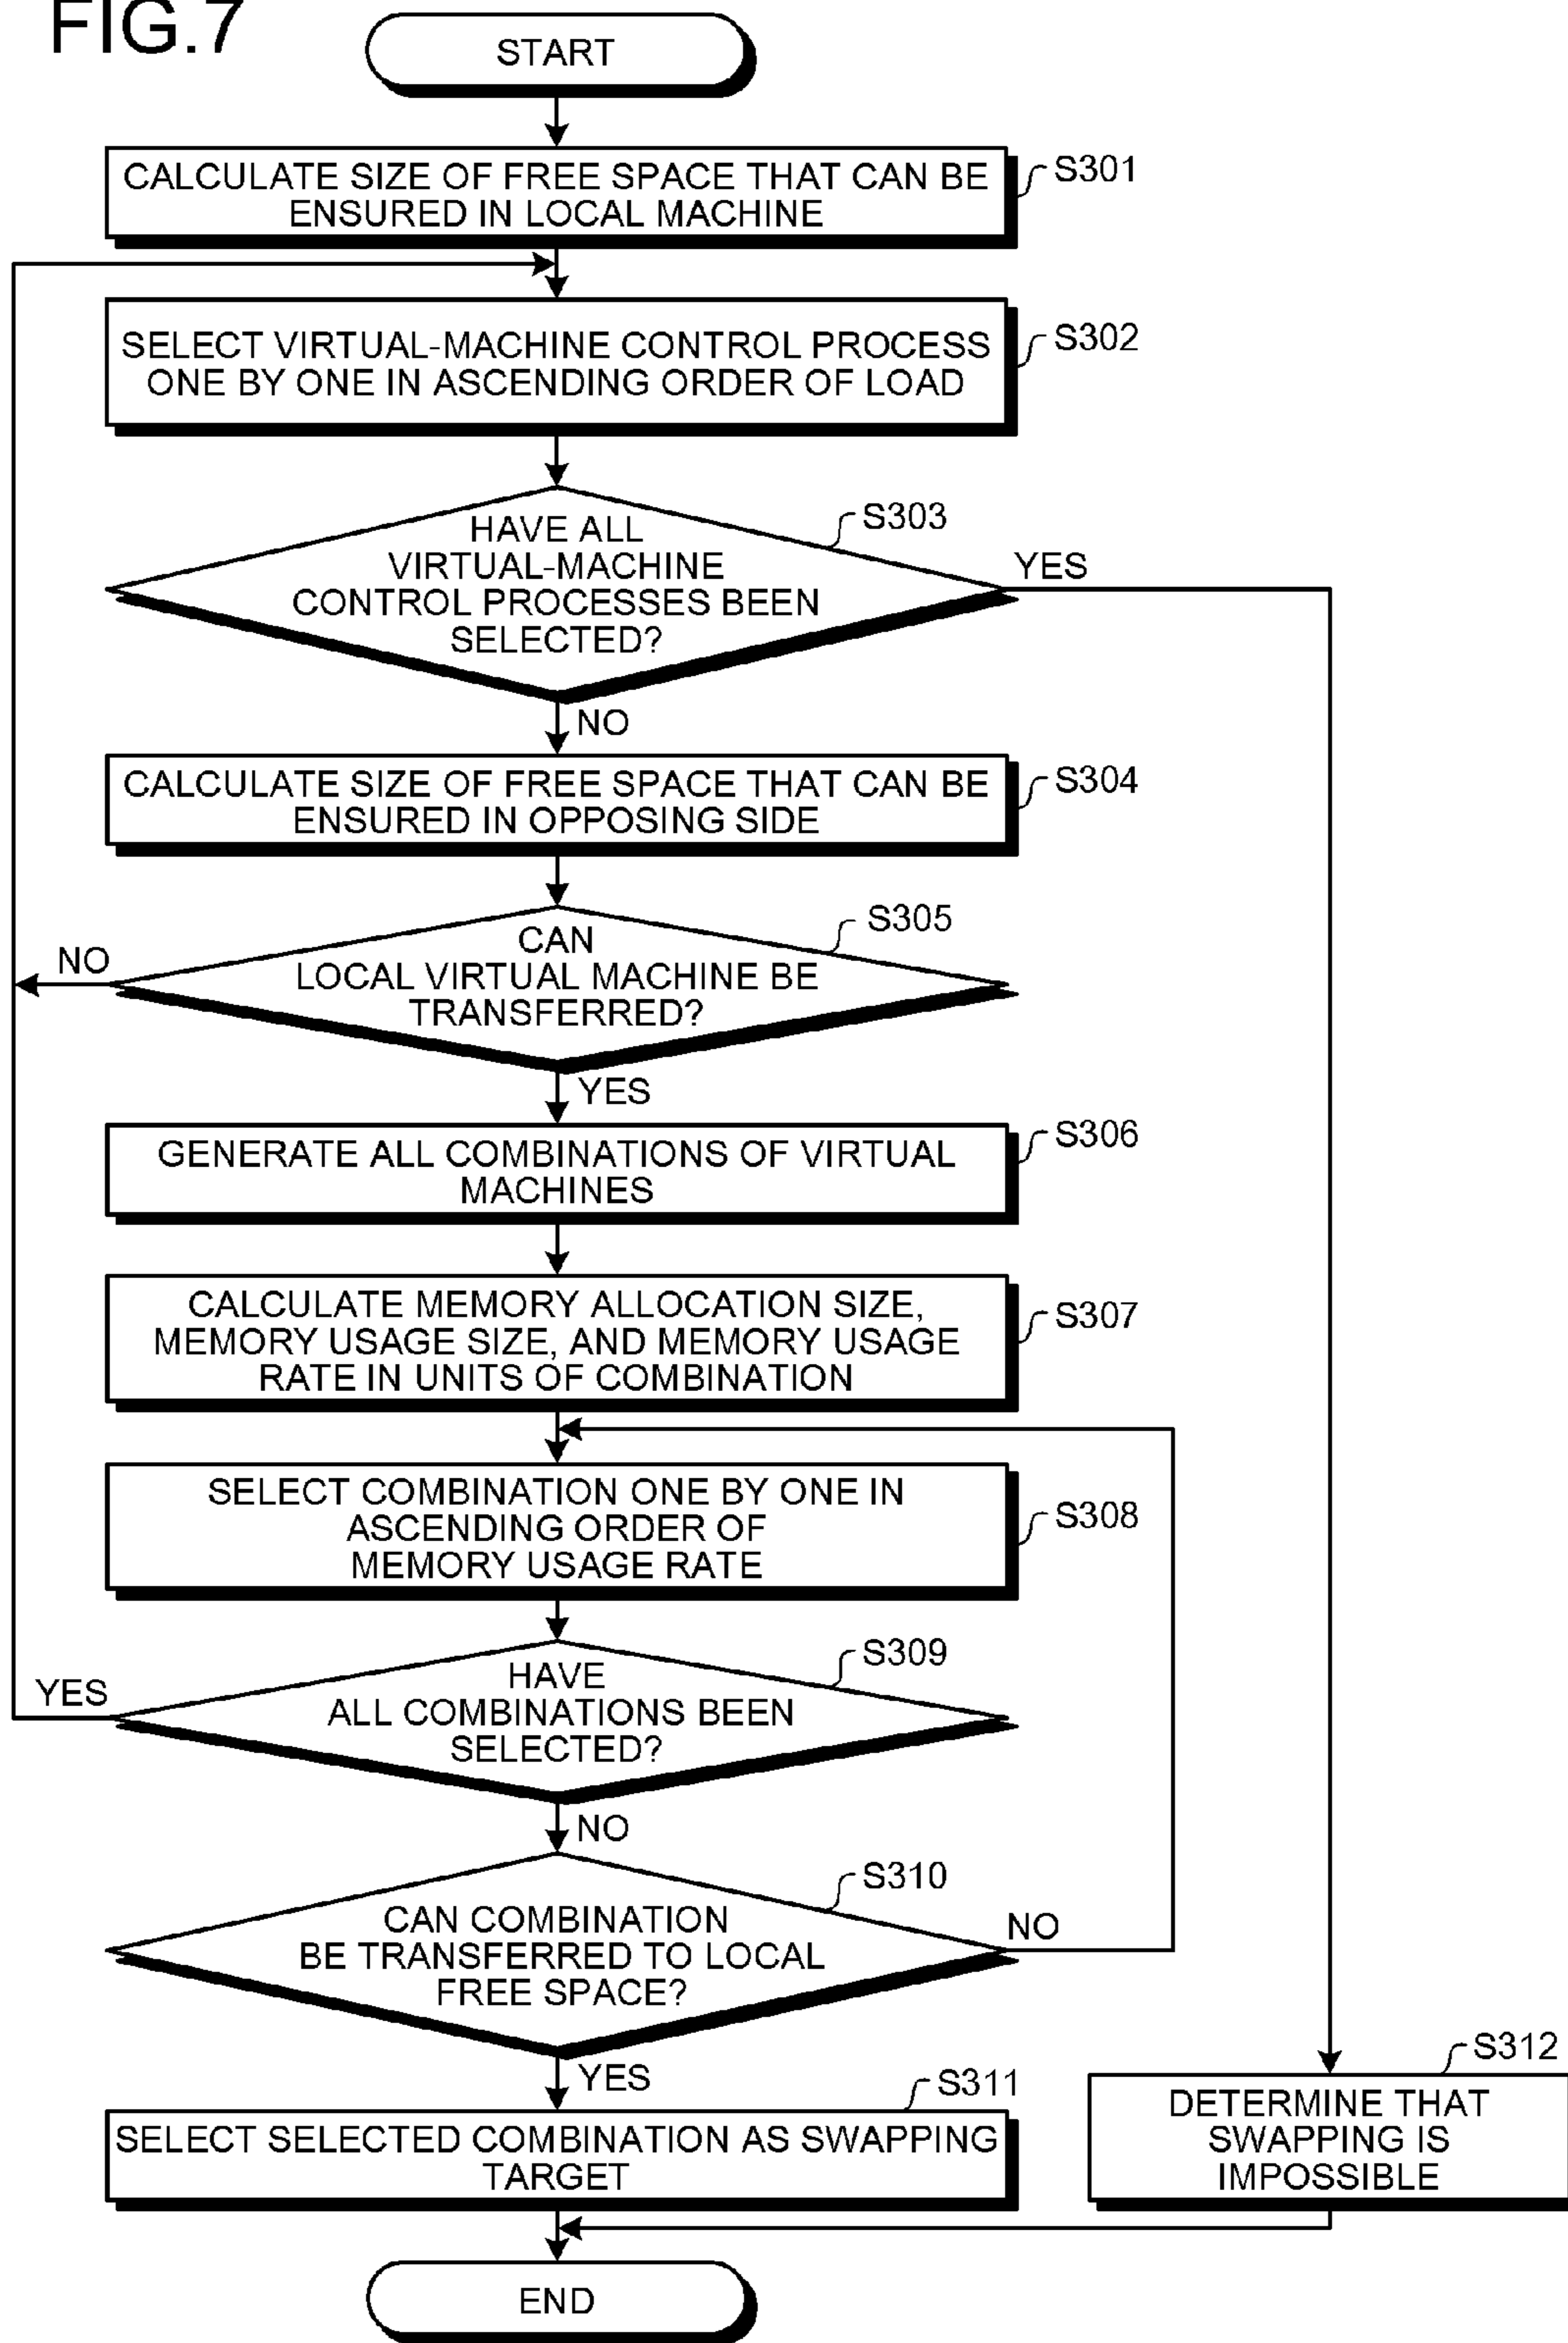 FIG.7
START
CALCULATE SIZE OF FREE SPACE THAT CAN BE
ENSURED IN LOCAL MACHINE
S301
SELECT VIRTUAL-MACHINE CONTROL PROCESS
ONE BY ONE IN ASCENDING ORDER OF LOAD
S302
HAVE ALL
VIRTUAL-MACHINE
CONTROL PROCESSES BEEN
SELECTED?
S303
YES
NO
CALCULATE SIZE OF FREE SPACE THAT CAN BE
ENSURED IN OPPOSING SIDE
S304
CAN
LOCAL VIRTUAL MACHINE BE
TRANSFERRED?
S305
NO
YES
GENERATE ALL COMBINATIONS OF VIRTUAL
MACHINES
S306
CALCULATE MEMORY ALLOCATION SIZE,
MEMORY USAGE SIZE, AND MEMORY USAGE
RATE IN UNITS OF COMBINATION
S307
SELECT COMBINATION ONE BY ONE IN
ASCENDING ORDER OF
MEMORY USAGE RATE
S308
HAVE
ALL COMBINATIONS BEEN
SELECTED?
S309
YES
NO
CAN COMBINATION
BE TRANSFERRED TO LOCAL
FREE SPACE?
S310
NO
YES
SELECT SELECTED COMBINATION AS SWAPPING
TARGET
S311
DETERMINE THAT
SWAPPING IS
IMPOSSIBLE
S312
END